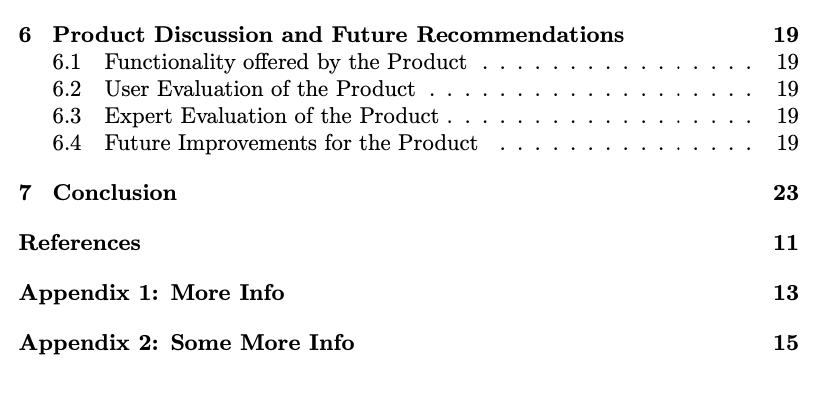 6 Product Discussion and Future Recommendations 19
6.1 Functionality offered by the Product . . . . . . . . . . . . . . . . 19
6.2 User Evaluation of the Product . . . . . . . . . . . . . . . . . . . 19
6.3 Expert Evaluation of the Product . . . . . . . . . . . . . . . . . . 19
6.4 Future Improvements for the Product . . . . . . . . . . . . . . . 19
7 Conclusion 23
References 11
Appendix 1: More Info 13
Appendix 2: Some More Info 15